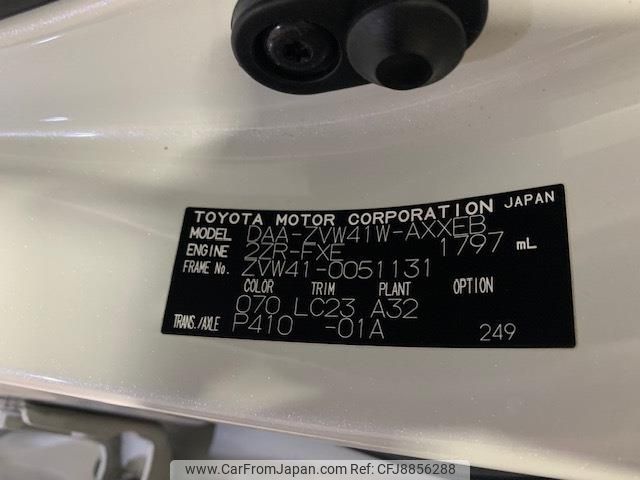 TOYOTA MOTOR CORPORATION JAPAN
MODEL DAA-ZVW41W-AXXEB
ENGINE 2ZR-FXE 1797 mL
FRAME No. ZVW41-0051131
COLOR TRIM PLANT OPTION
070 LC23 A32
TRANS./AXLE P410 -01A 249
www.CarFromJapan.com | CFJ8856288